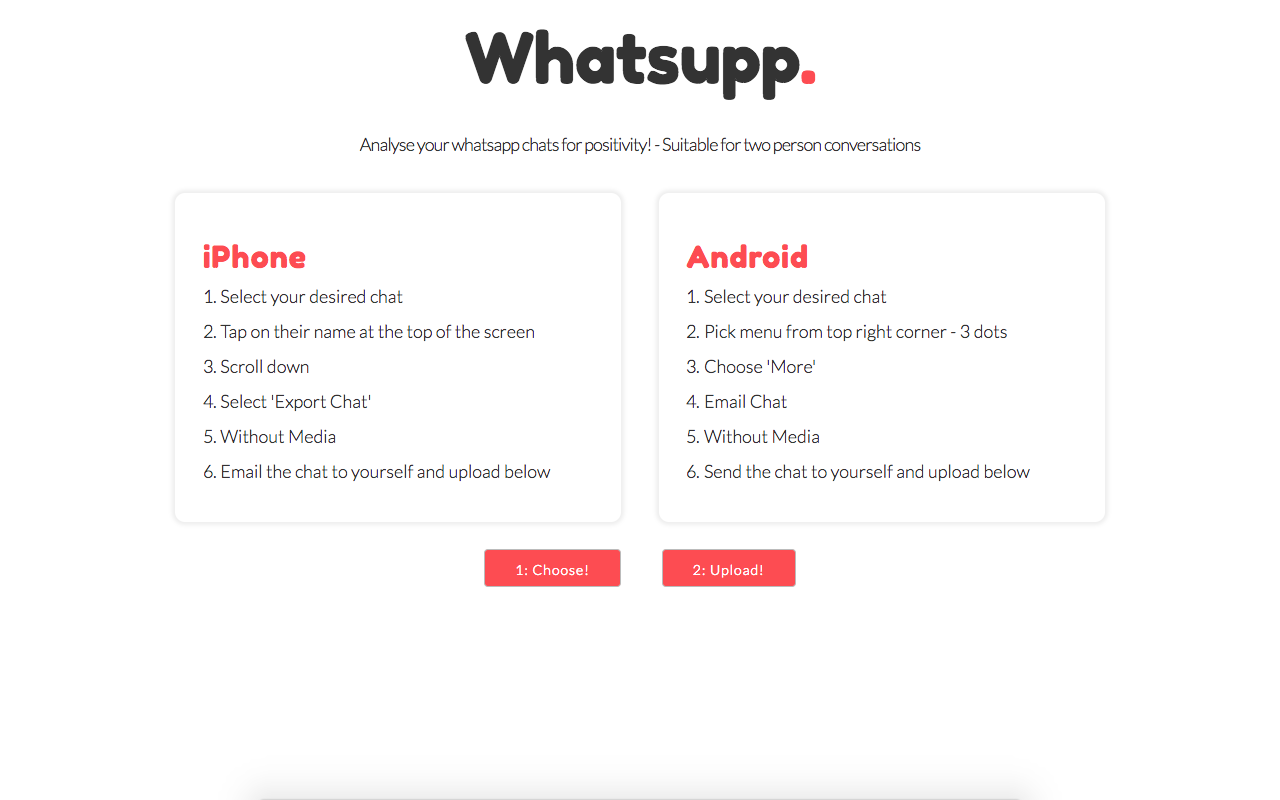 Whatsupp.
Analyse your whatsapp chats for positivity! - Suitable for two person conversations
iPhone
1. Select your desired chat
2. Tap on their name at the top of the screen
3. Scroll down
4. Select 'Export Chat'
5. Without Media
6. Email the chat to yourself and upload below
Android
1. Select your desired chat
2. Pick menu from top right corner - 3 dots
3. Choose 'More'
4. Email Chat
5. Without Media
6. Send the chat to yourself and upload below
1: Choose!
2: Upload!